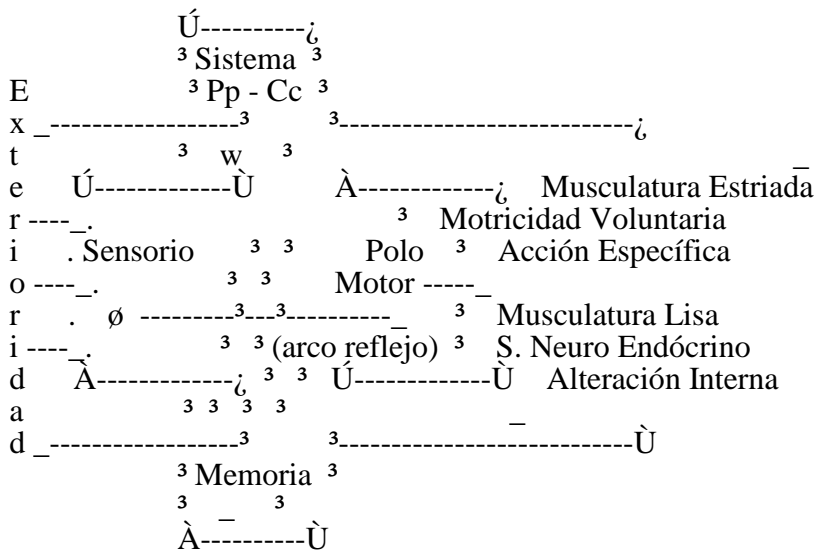 Ú----------¿
³ Sistema ³
E ³ Pp - Cc ³
x _------------------³ ³----------------------------¿
t ³ w ³ _
e Ú-------------Ù À-------------¿ Musculatura Estriada
r ----_. ³ Motricidad Voluntaria
i . Sensorio ³ ³ Polo ³ Acción Específica
o ----_. ³ ³ Motor -----_
r . ø ---------³---³----------_ ³ Musculatura Lisa
i ----_. ³ ³ (arco reflejo) ³ S. Neuro Endócrino
d À-------------¿ ³ ³ Ú-------------Ù Alteración Interna
a ³ ³ ³ ³ _
d _------------------³ ³----------------------------Ù
³ Memoria ³
³ _ ³
À----------Ù